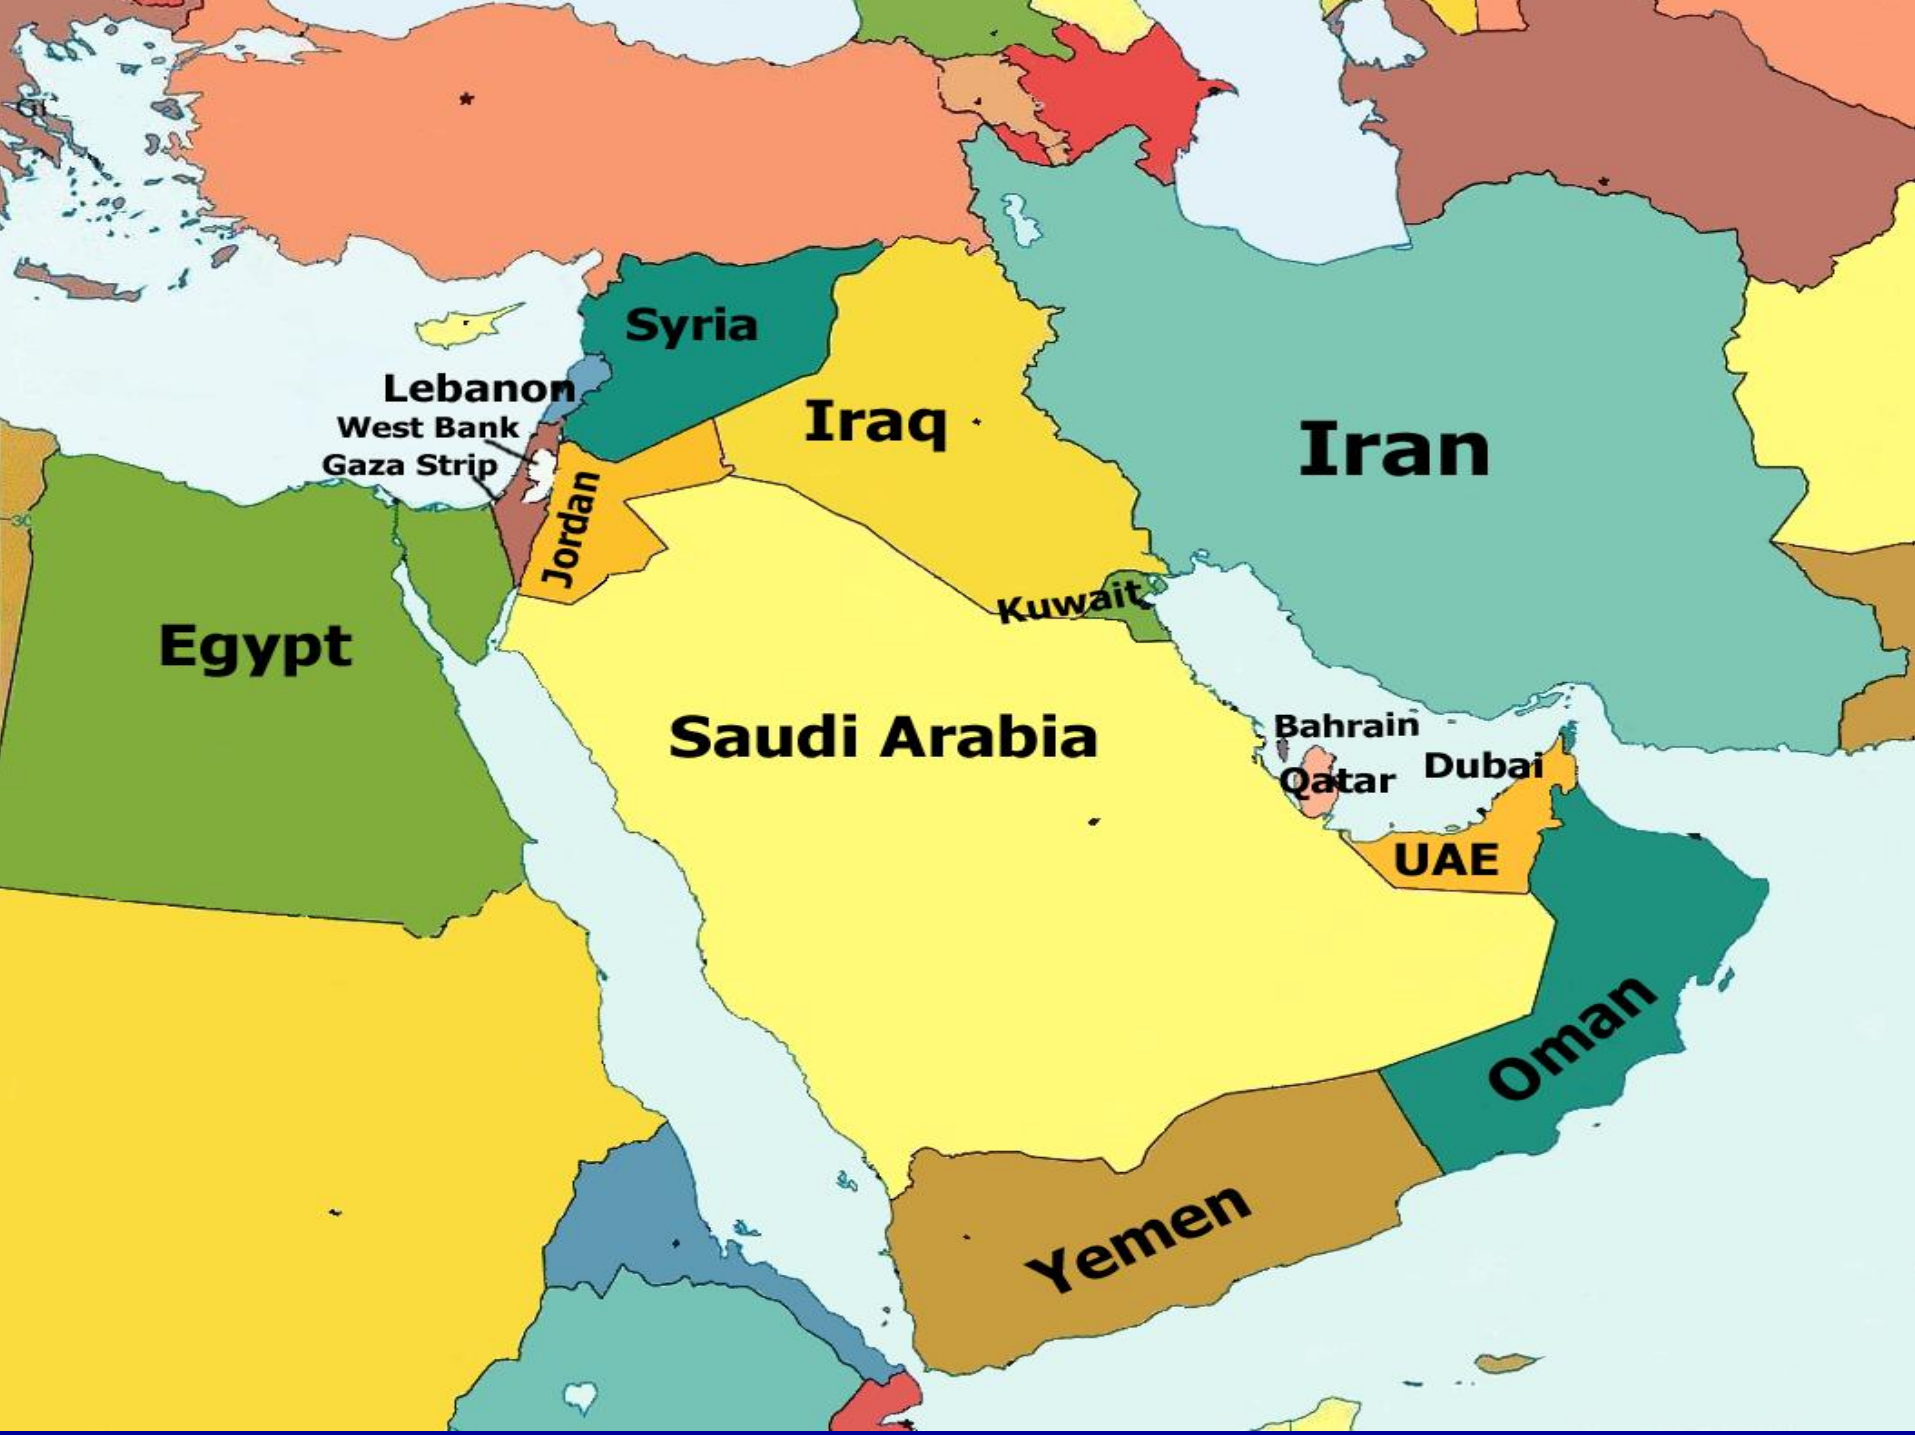 Syria
Lebanon
West Bank
Gaza Strip
Iraq
Iran
Jordan
30
Kuwait
Egypt
Saudi Arabia
Bahrain
Qatar
Dubai
UAE
Oman
Yemen